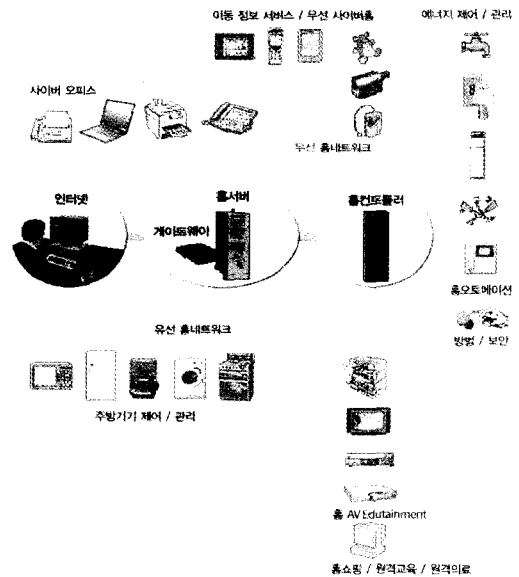 이동 정보 서비스 / 무선 사이버홈
에너지 제어 / 관리
사이버 오피스
무선 홈네트워크
인터넷
홈서버
홈컨트롤러
게이트웨이
홈오토메이션
유선 홈네트워크
방범 / 보안
주방기기 제어 / 관리
홈 AV Edutainment
홈쇼핑 / 원격교육 / 원격의료